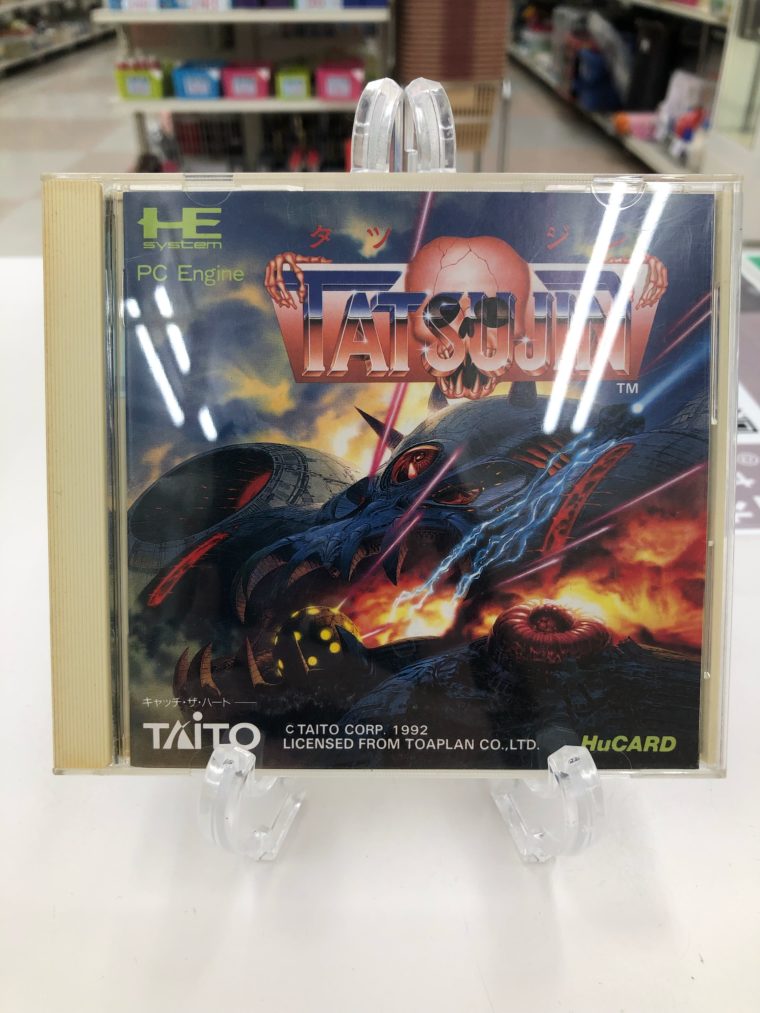 HE
system
PC Engine
タツジン
TATSUJIN
TM
キャッチ・ザ・ハート
TAITO
© TAITO CORP. 1992
LICENSED FROM TOAPLAN CO.,LTD.
HuCARD